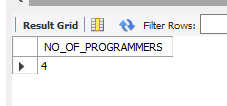 Result Grid Filter Rows:
NO_OF_PROGRAMMERS
4